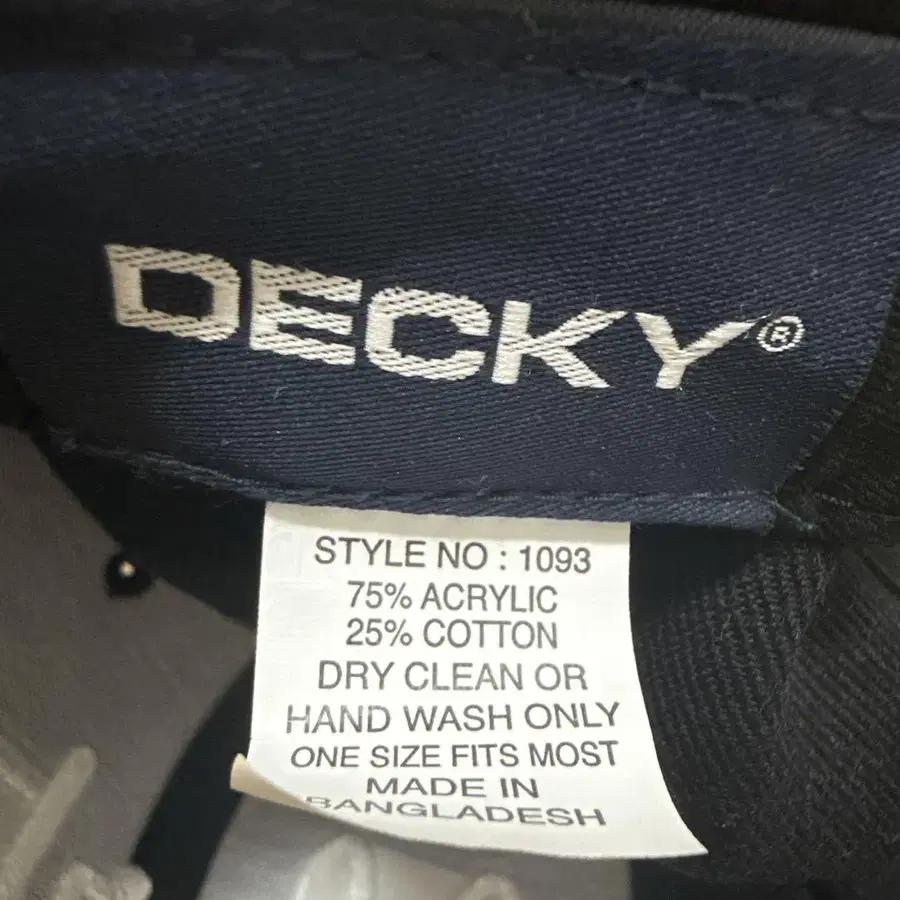 DECKY®
STYLE NO : 1093
75% ACRYLIC
25% COTTON
DRY CLEAN OR
HAND WASH ONLY
ONE SIZE FITS MOST
MADE IN
BANGLADESH